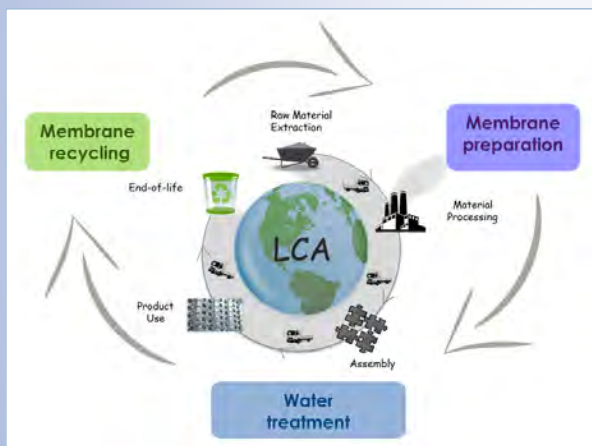 Raw Material
Extraction
Membrane
recycling
Membrane
preparation
End-of-life
Material
Processing
LCA
Product
Use
Assembly
Water
treatment